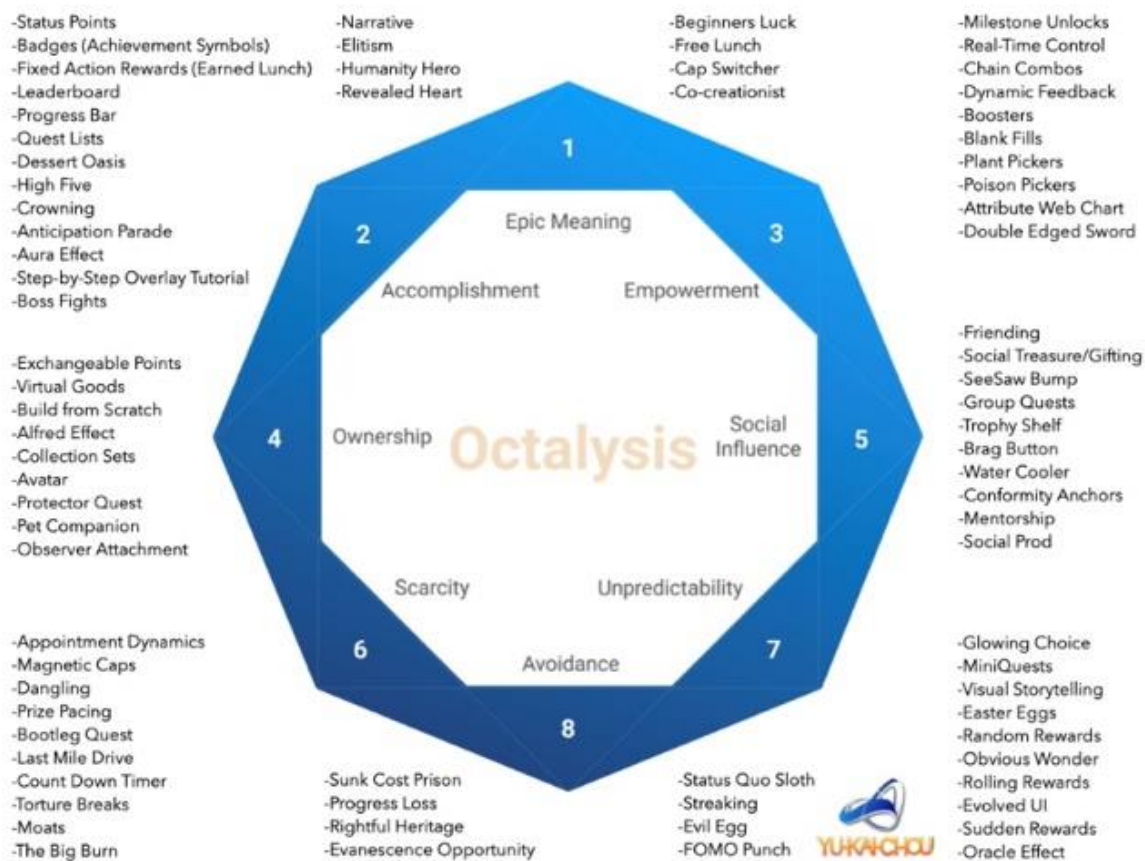 -Status Points
-Badges (Achievement Symbols)
-Fixed Action Rewards (Earned Lunch)
-Leaderboard
-Progress Bar
-Quest Lists
-Dessert Oasis
-High Five
-Crowning
-Anticipation Parade
-Aura Effect
-Step-by-Step Overlay Tutorial
-Boss Fights
-Narrative
-Elitism
-Humanity Hero
-Revealed Heart
-Beginners Luck
-Free Lunch
-Cap Switcher
-Co-creationist
-Milestone Unlocks
-Real-Time Control
-Chain Combos
-Dynamic Feedback
-Boosters
-Blank Fills
-Plant Pickers
-Poison Pickers
-Attribute Web Chart
-Double Edged Sword
1
Epic Meaning
2
Accomplishment
3
Empowerment
-Exchangeable Points
-Virtual Goods
-Build from Scratch
-Alfred Effect
-Collection Sets
-Avatar
-Protector Quest
-Pet Companion
-Observer Attachment
4
Ownership
Octalysis
Social
Influence
5
-Friending
-Social Treasure/Gifting
-SeeSaw Bump
-Group Quests
-Trophy Shelf
-Brag Button
-Water Cooler
-Conformity Anchors
-Mentorship
-Social Prod
Scarcity
6
Unpredictability
7
Avoidance
8
-Appointment Dynamics
-Magnetic Caps
-Dangling
-Prize Pacing
-Bootleg Quest
-Last Mile Drive
-Count Down Timer
-Torture Breaks
-Moats
-The Big Burn
-Sunk Cost Prison
-Progress Loss
-Rightful Heritage
-Evanescence Opportunity
-Status Quo Sloth
-Streaking
-Evil Egg
-FOMO Punch
YU-KAI-CHOU
-Glowing Choice
-MiniQuests
-Visual Storytelling
-Easter Eggs
-Random Rewards
-Obvious Wonder
-Rolling Rewards
-Evolved UI
-Sudden Rewards
-Oracle Effect